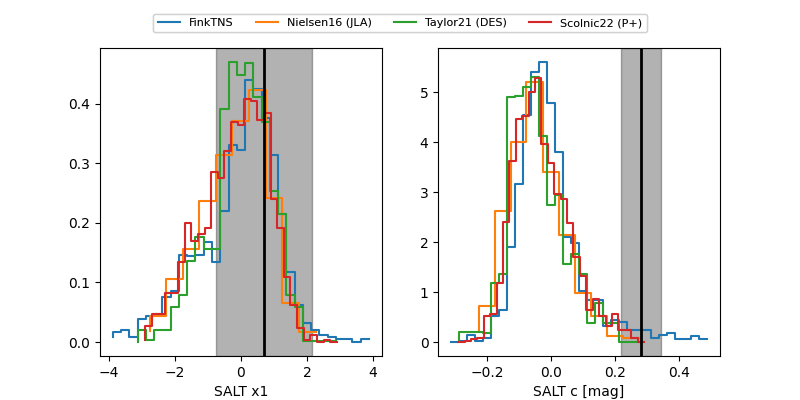 FinkTNS Nielsen16 (JLA) Taylor21 (DES) Scolnic22 (P+)
0.4
0.3
0.2
0.1
0.0
−4 −2 0 2 4
SALT x1
5
4
3
2
1
0
−0.2 0.0 0.2 0.4
SALT c [mag]